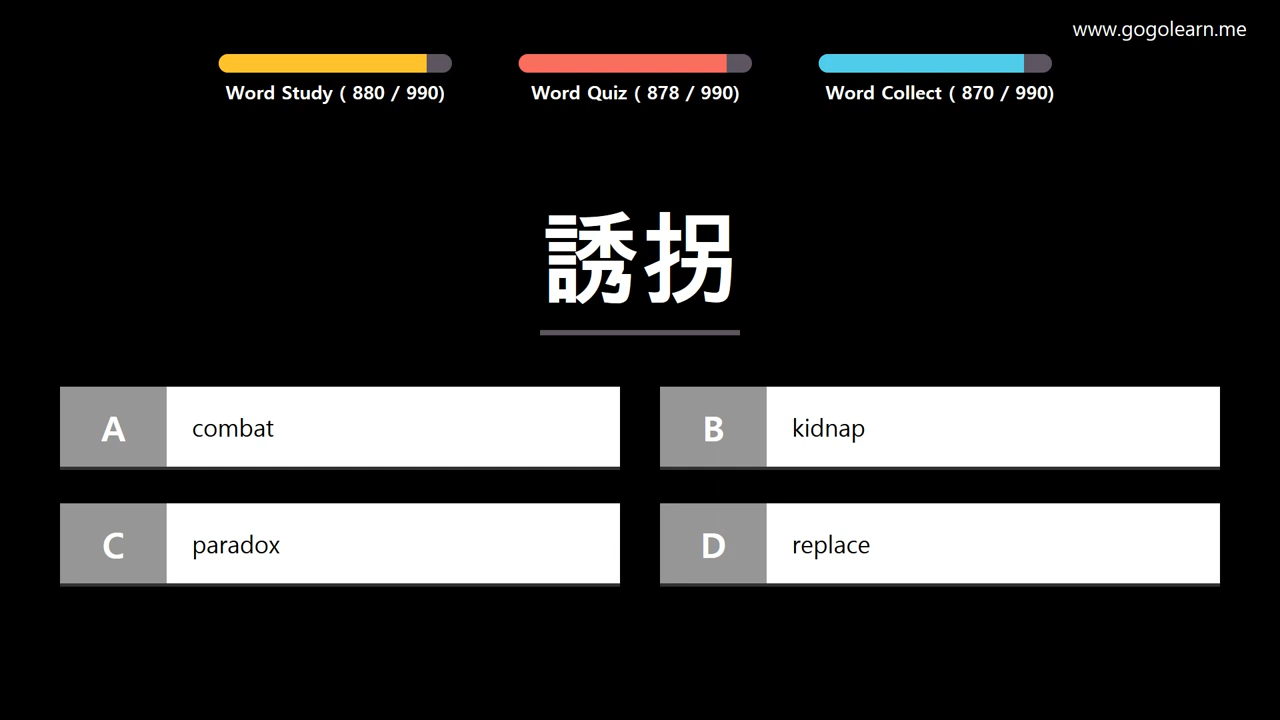 www.gogolearn.me
Word Study ( 880 / 990)
Word Quiz ( 878 / 990)
Word Collect ( 870 / 990)
誘拐
A combat
B kidnap
C paradox
D replace